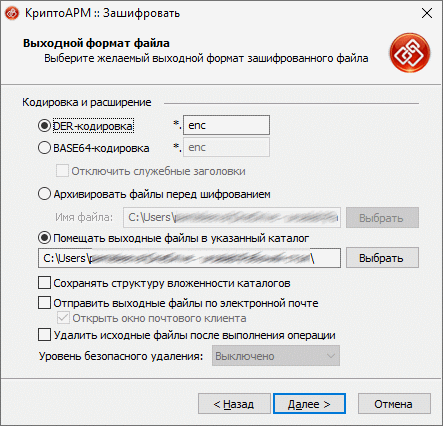 КриптоАРМ :: Зашифровать
Выходной формат файла
Выберите желаемый выходной формат зашифрованного файла
Кодировка и расширение
DER-кодировка *. enc
BASE64-кодировка *. enc
Отключить служебные заголовки
Архивировать файлы перед шифрованием
Имя файла: C:\Users\ Выбрать
Помещать выходные файлы в указанный каталог
C:\Users\ \ Выбрать
Сохранять структуру вложенности каталогов
Отправить выходные файлы по электронной почте
Открыть окно почтового клиента
Удалить исходные файлы после выполнения операции
Уровень безопасного удаления: Выключено
< Назад Далее > Отмена